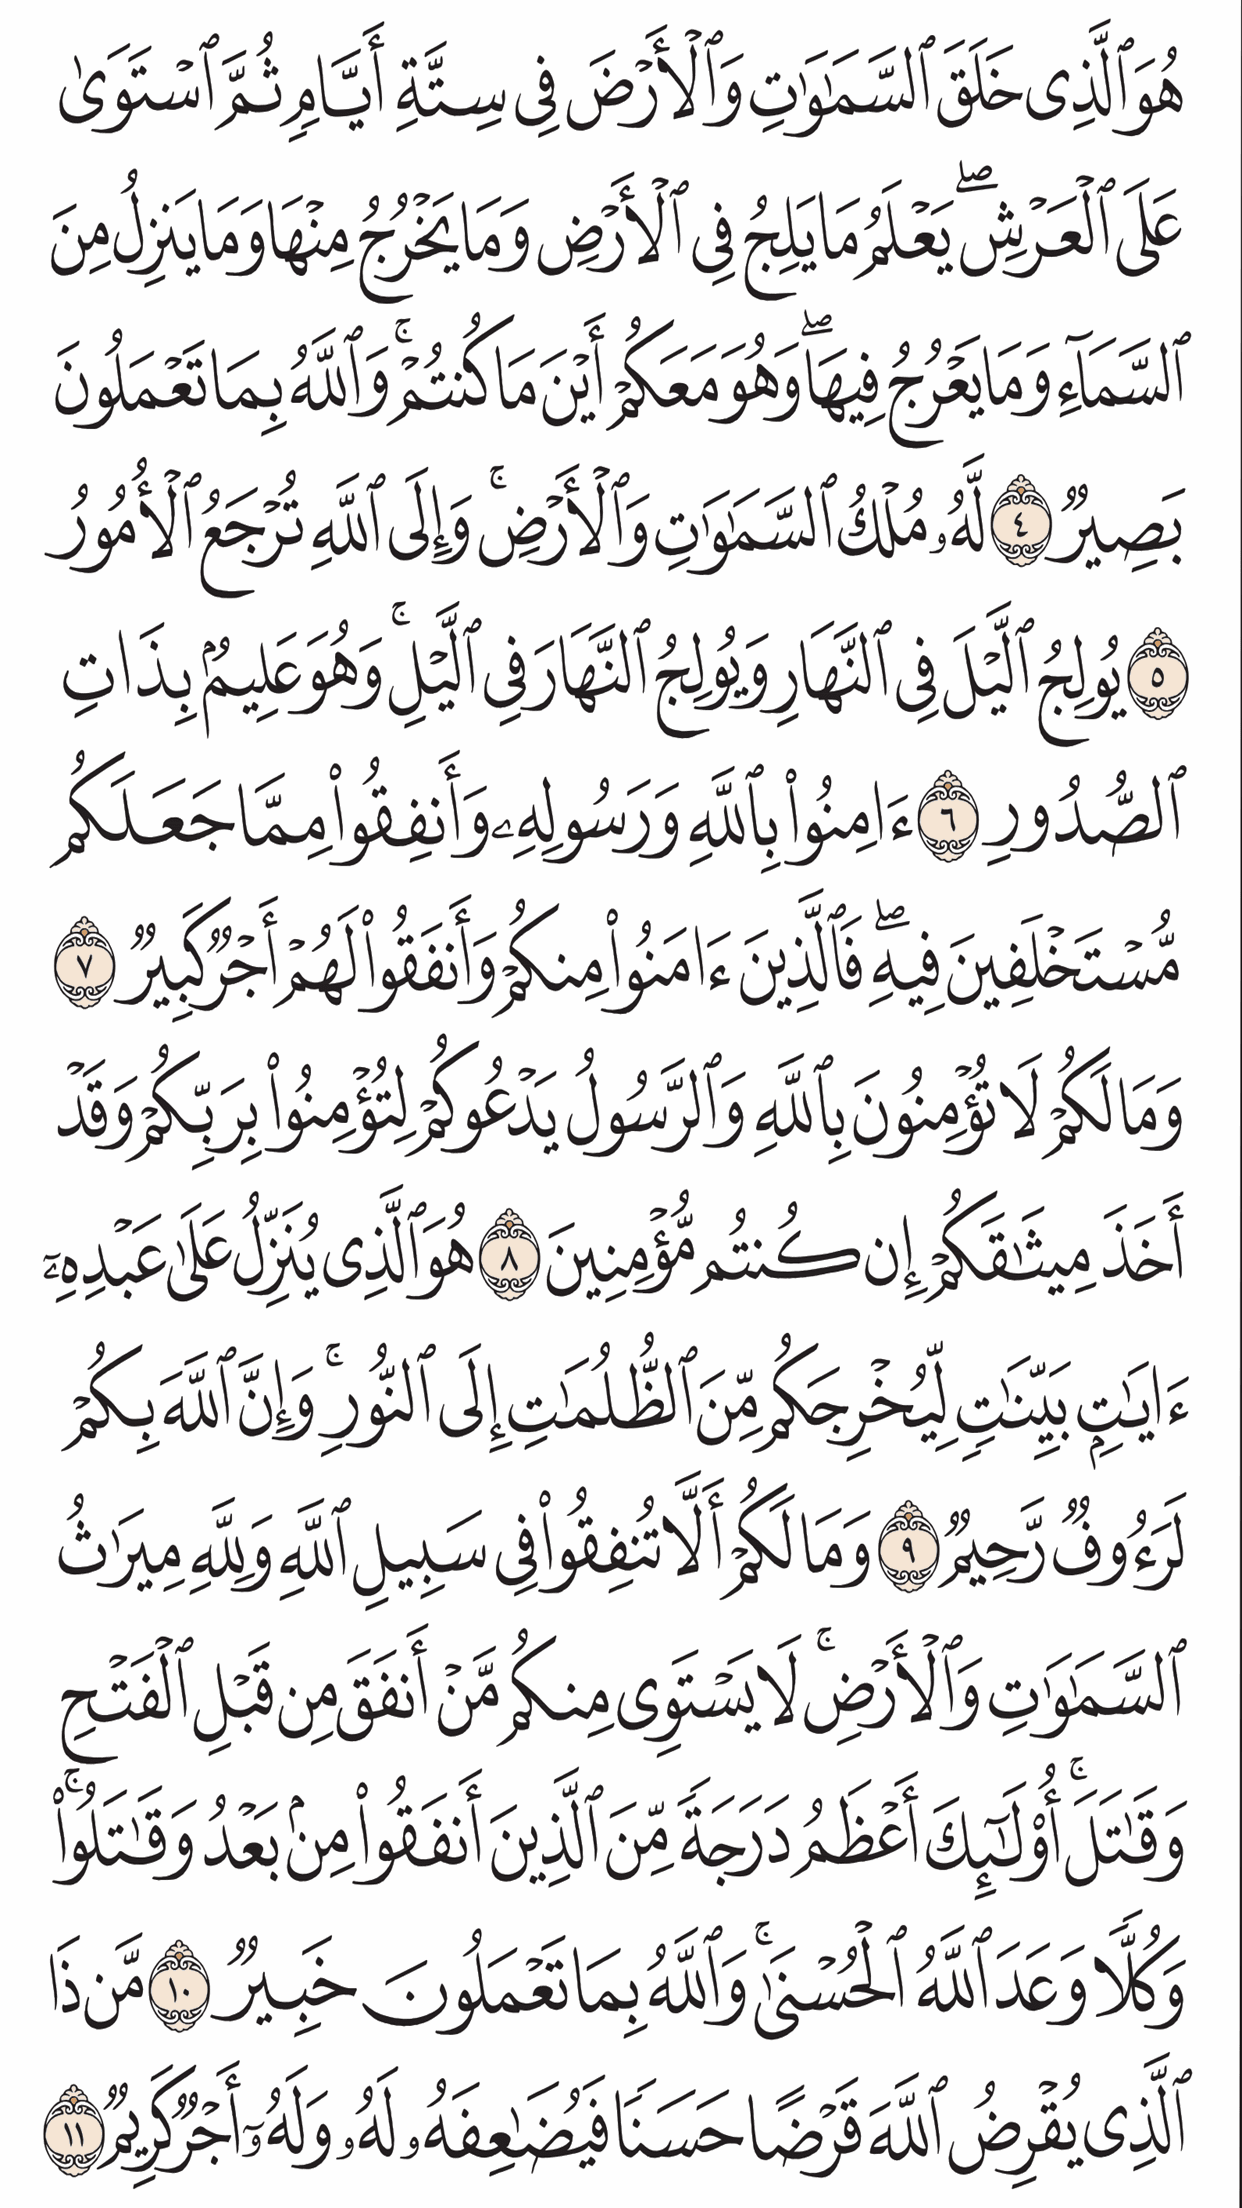 هُوَ ٱلَّذِى خَلَقَ ٱلسَّمَٰوَٰتِ وَٱلْأَرْضَ فِى سِتَّةِ أَيَّامٍ ثُمَّ ٱسْتَوَىٰ
عَلَى ٱلْعَرْشِ ۖ يَعْلَمُ مَا يَلِجُ فِى ٱلْأَرْضِ وَمَا يَخْرُجُ مِنْهَا وَمَا يَنزِلُ مِنَ
ٱلسَّمَآءِ وَمَا يَعْرُجُ فِيهَا ۖ وَهُوَ مَعَكُمْ أَيْنَ مَا كُنتُمْ ۚ وَٱللَّهُ بِمَا تَعْمَلُونَ
بَصِيرٌ ٤ لَّهُۥ مُلْكُ ٱلسَّمَٰوَٰتِ وَٱلْأَرْضِ ۚ وَإِلَى ٱللَّهِ تُرْجَعُ ٱلْأُمُورُ
٥ يُولِجُ ٱلَّيْلَ فِى ٱلنَّهَارِ وَيُولِجُ ٱلنَّهَارَ فِى ٱلَّيْلِ ۚ وَهُوَ عَلِيمٌۢ بِذَاتِ
ٱلصُّدُورِ ٦ ءَامِنُوا۟ بِٱللَّهِ وَرَسُولِهِۦ وَأَنفِقُوا۟ مِمَّا جَعَلَكُم
مُّسْتَخْلَفِينَ فِيهِ ۖ فَٱلَّذِينَ ءَامَنُوا۟ مِنكُمْ وَأَنفَقُوا۟ لَهُمْ أَجْرٌ كَبِيرٌ ٧
وَمَا لَكُمْ لَا تُؤْمِنُونَ بِٱللَّهِ وَٱلرَّسُولُ يَدْعُوكُمْ لِتُؤْمِنُوا۟ بِرَبِّكُمْ وَقَدْ
أَخَذَ مِيثَٰقَكُمْ إِن كُنتُم مُّؤْمِنِينَ ٨ هُوَ ٱلَّذِى يُنَزِّلُ عَلَىٰ عَبْدِهِۦٓ
ءَايَٰتٍۭ بَيِّنَٰتٍ لِّيُخْرِجَكُم مِّنَ ٱلظُّلُمَٰتِ إِلَى ٱلنُّورِ ۚ وَإِنَّ ٱللَّهَ بِكُمْ
لَرَءُوفٌ رَّحِيمٌ ٩ وَمَا لَكُمْ أَلَّا تُنفِقُوا۟ فِى سَبِيلِ ٱللَّهِ وَلِلَّهِ مِيرَٰثُ
ٱلسَّمَٰوَٰتِ وَٱلْأَرْضِ ۚ لَا يَسْتَوِى مِنكُم مَّنْ أَنفَقَ مِن قَبْلِ ٱلْفَتْحِ
وَقَٰتَلَ ۚ أُو۟لَٰٓئِكَ أَعْظَمُ دَرَجَةً مِّنَ ٱلَّذِينَ أَنفَقُوا۟ مِنۢ بَعْدُ وَقَٰتَلُوا۟ ۚ
وَكُلًّا وَعَدَ ٱللَّهُ ٱلْحُسْنَىٰ ۚ وَٱللَّهُ بِمَا تَعْمَلُونَ خَبِيرٌ ١٠ مَّن ذَا
ٱلَّذِى يُقْرِضُ ٱللَّهَ قَرْضًا حَسَنًا فَيُضَٰعِفَهُۥ لَهُۥ وَلَهُۥٓ أَجْرٌ كَرِيمٌ ١١